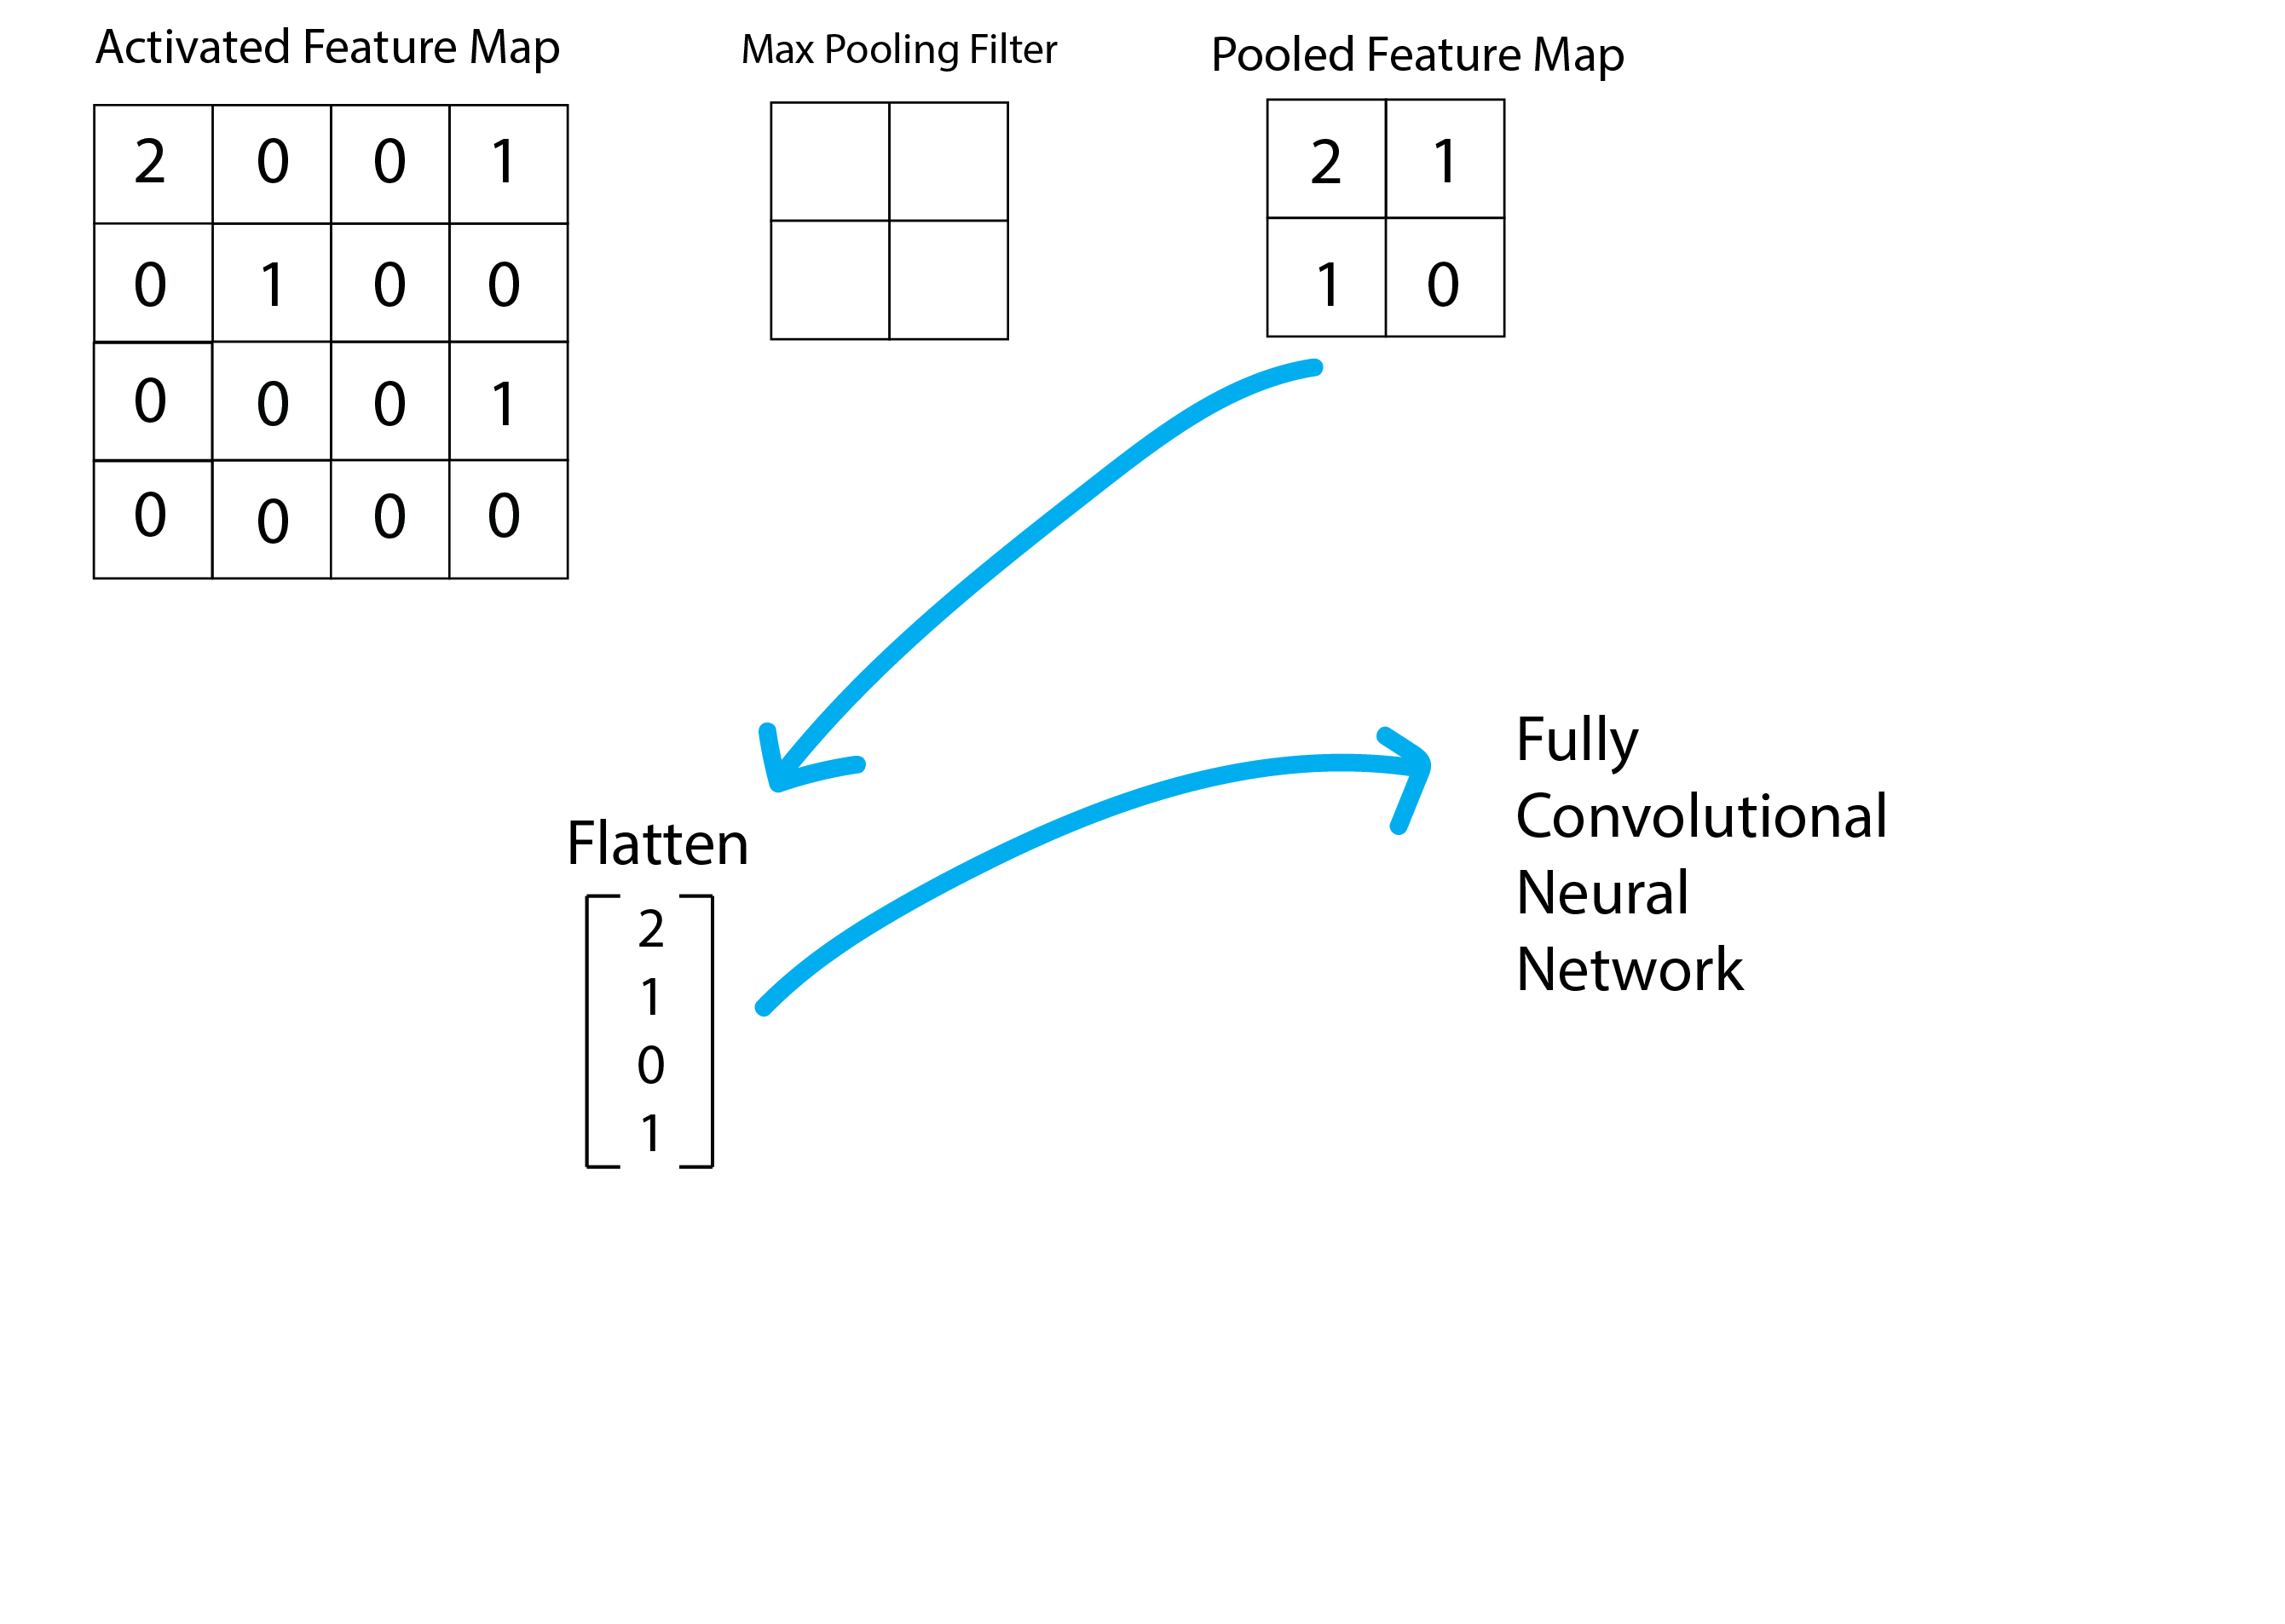 Activated Feature Map
Max Pooling Filter
Pooled Feature Map
2 0 0 1
0 1 0 0
0 0 0 1
0 0 0 0
2 1
1 0
Flatten
2
1
0
1
Fully
Convolutional
Neural
Network